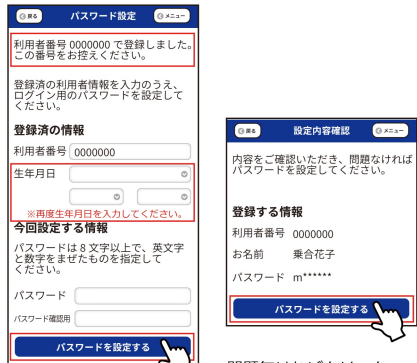 戻る
パスワード設定
メニュー
利用者番号 0000000 で登録しました。
この番号をお控えください。
登録済の利用者情報を入力のうえ、
ログイン用のパスワードを設定して
ください。
登録済の情報
利用者番号 0000000
生年月日
※再度生年月日を入力してください。
今回設定する情報
パスワードは8文字以上で、英文字
と数字をまぜたものを指定して
ください。
パスワード
パスワード確認用
パスワードを設定する
戻る
設定内容確認
メニュー
内容をご確認いただき、問題なければ
パスワードを設定してください。
登録する情報
利用者番号 0000000
お名前 乗合花子
パスワード m******
パスワードを設定する